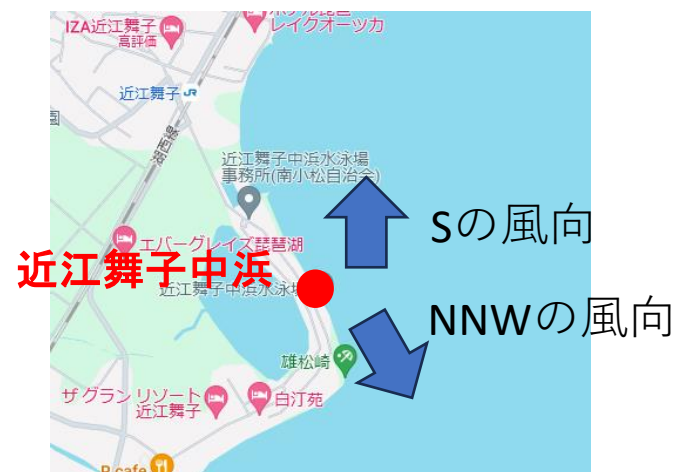 IZA近江舞子
高評価
レイクオーツカ
近江舞子
JR
園
湖西線
近江舞子中浜水泳場
事務所(南小松自治会)
Sの風向
エバーグレイズ琵琶湖
近江舞子中浜
近江舞子中浜水泳場
NNWの風向
雄松崎
ザ グラン リゾート
近江舞子
白汀苑
R cafe